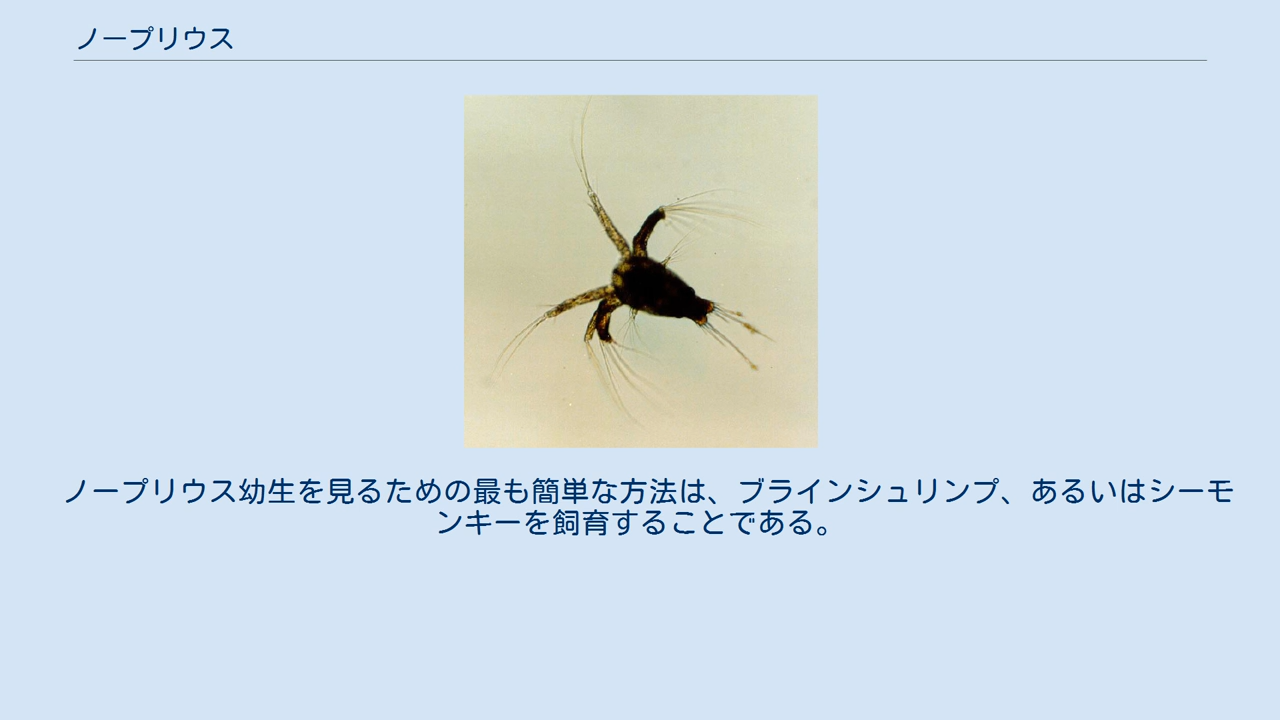 ノープリウス
ノープリウス幼生を見るための最も簡単な方法は、ブラインシュリンプ、あるいはシーモ
ンキーを飼育することである。